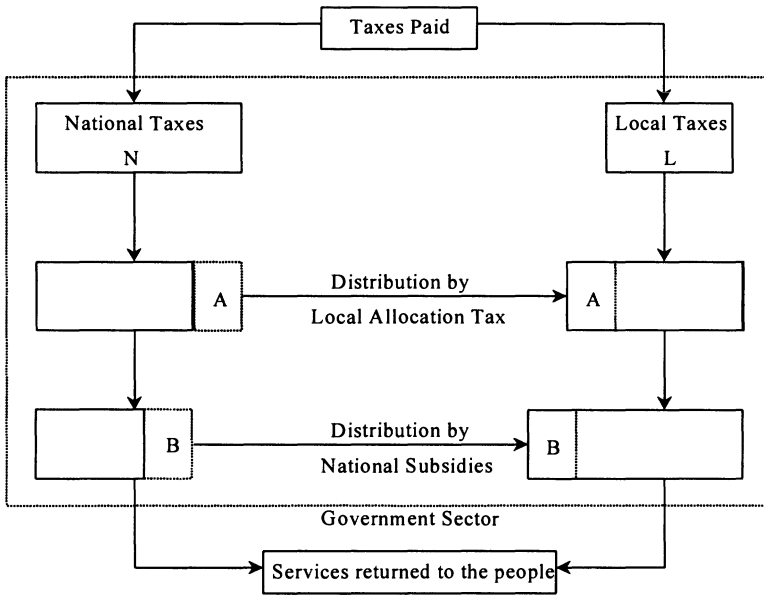 Taxes Paid
National Taxes
N
Local Taxes
L
A
Distribution by
Local Allocation Tax
A
B
Distribution by
National Subsidies
B
Government Sector
Services returned to the people